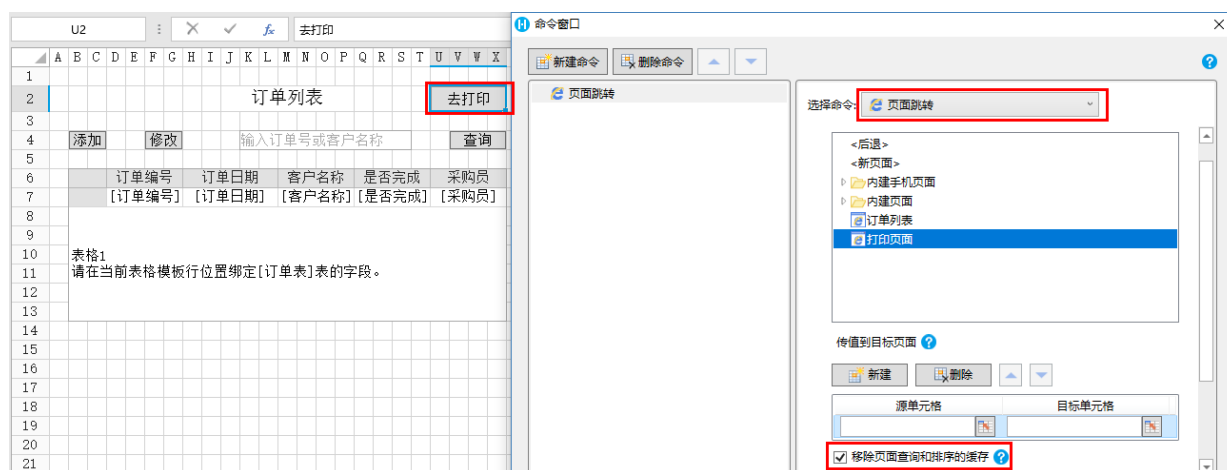 U2 fx 去打印
A B C D E F G H I J K L M N O P Q R S T U V W X
1
2 订单列表 去打印
3
4 添加 修改 输入订单号或客户名称 查询
5
6 订单编号 订单日期 客户名称 是否完成 采购员
7 [订单编号] [订单日期] [客户名称] [是否完成] [采购员]
8
9
10 表格1
11 请在当前表格模板行位置绑定[订单表]表的字段。
12
13
14
15
16
17
18
19
20
21
命令窗口
新建命令 删除命令
页面跳转
选择命令: 页面跳转
<后退>
<新页面>
内建手机页面
内建页面
订单列表
打印页面
传值到目标页面
新建 删除
源单元格 目标单元格
移除页面查询和排序的缓存